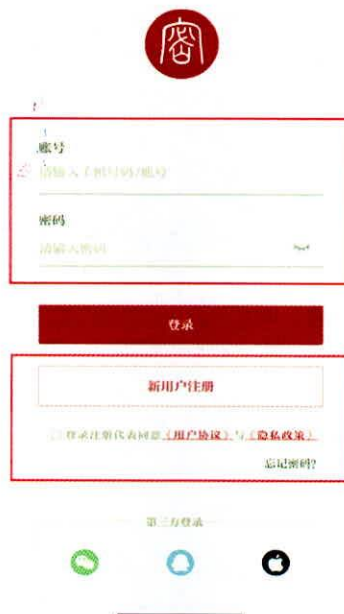 密
账号
请输入手机号码/账号
密码
请输入密码
登录
新用户注册
登录注册代表同意《用户协议》与《隐私政策》
忘记密码?
第三方登录